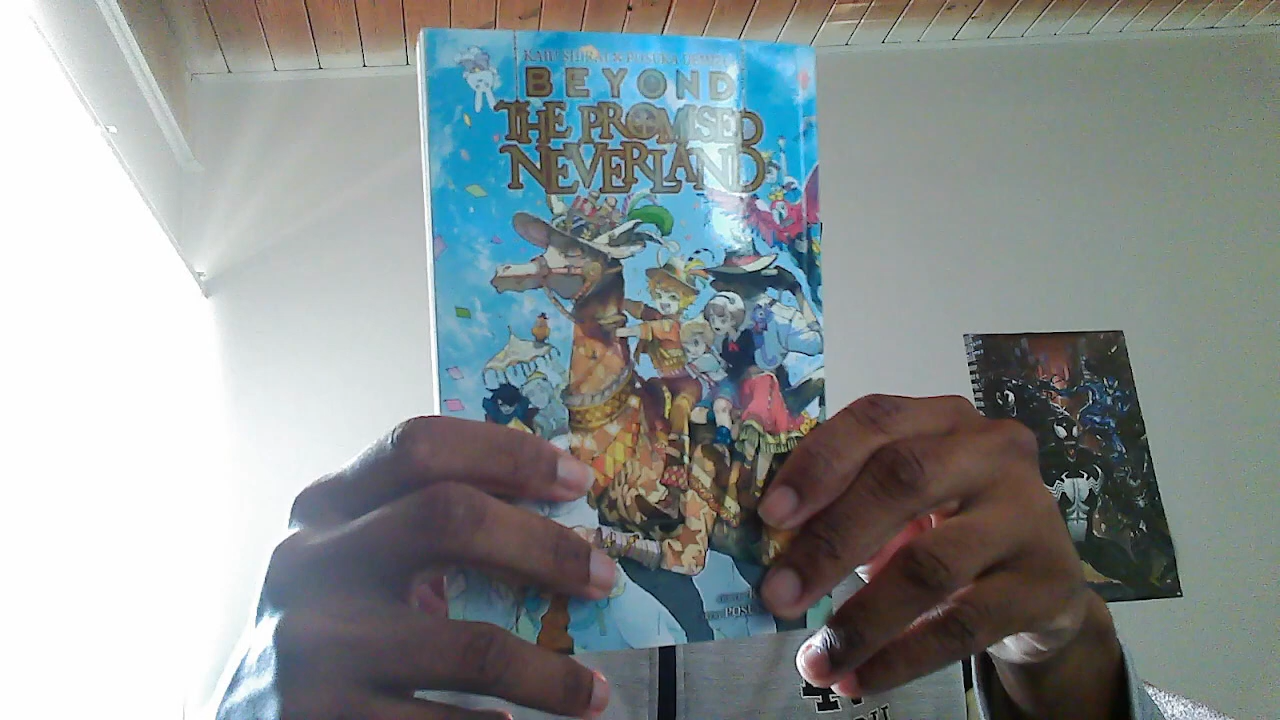 KAIU SHIRAI × POSUKA DEMIZU
BEYOND
THE PROMISED
NEVERLAND